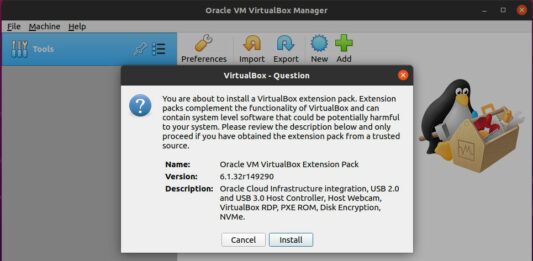 Oracle VM VirtualBox Manager
File Machine Help
Tools
Preferences Import Export New Add
VirtualBox - Question
You are about to install a VirtualBox extension pack. Extension
packs complement the functionality of VirtualBox and can
contain system level software that could be potentially harmful
to your system. Please review the description below and only
proceed if you have obtained the extension pack from a trusted
source.
Name: Oracle VM VirtualBox Extension Pack
Version: 6.1.32r149290
Description: Oracle Cloud Infrastructure integration, USB 2.0
and USB 3.0 Host Controller, Host Webcam,
VirtualBox RDP, PXE ROM, Disk Encryption,
NVMe.
Cancel Install